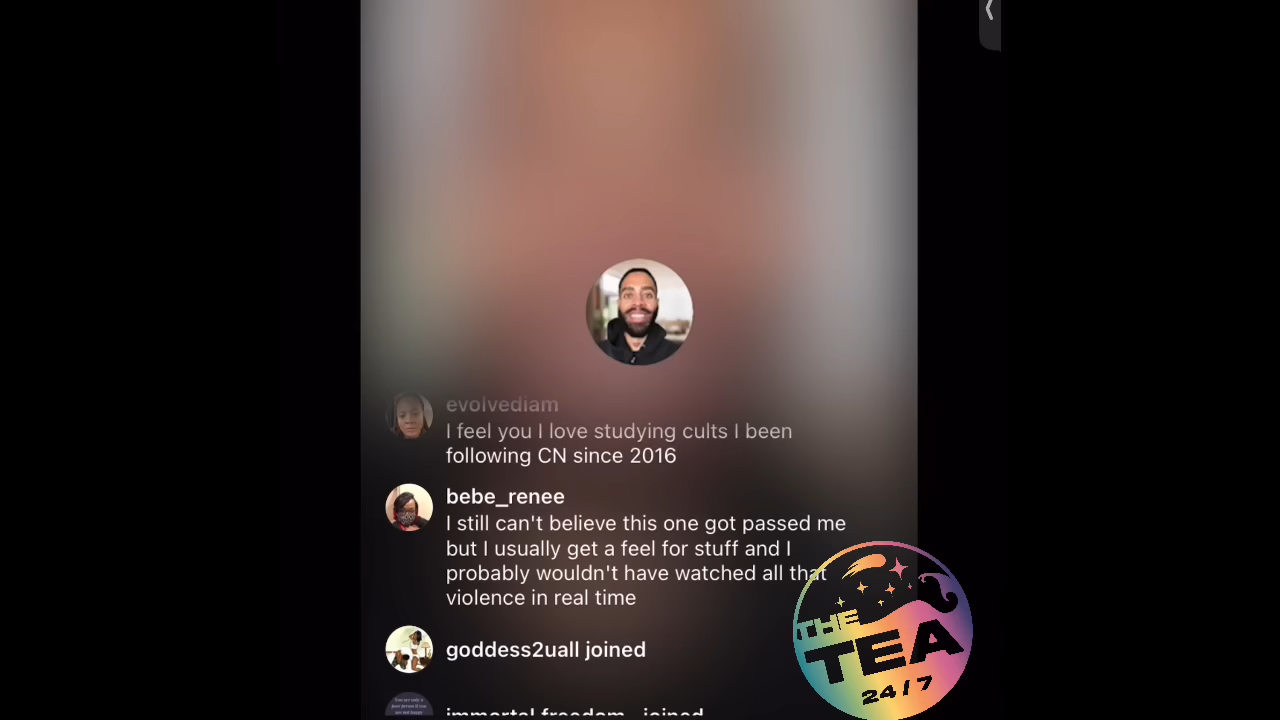 evolvediam
I feel you I love studying cults I been
following CN since 2016
bebe_renee
I still can't believe this one got passed me
but I usually get a feel for stuff and I
probably wouldn't have watched all that
violence in real time
goddess2uall joined
immortal.freedom_ joined
THE
TEA
24/7